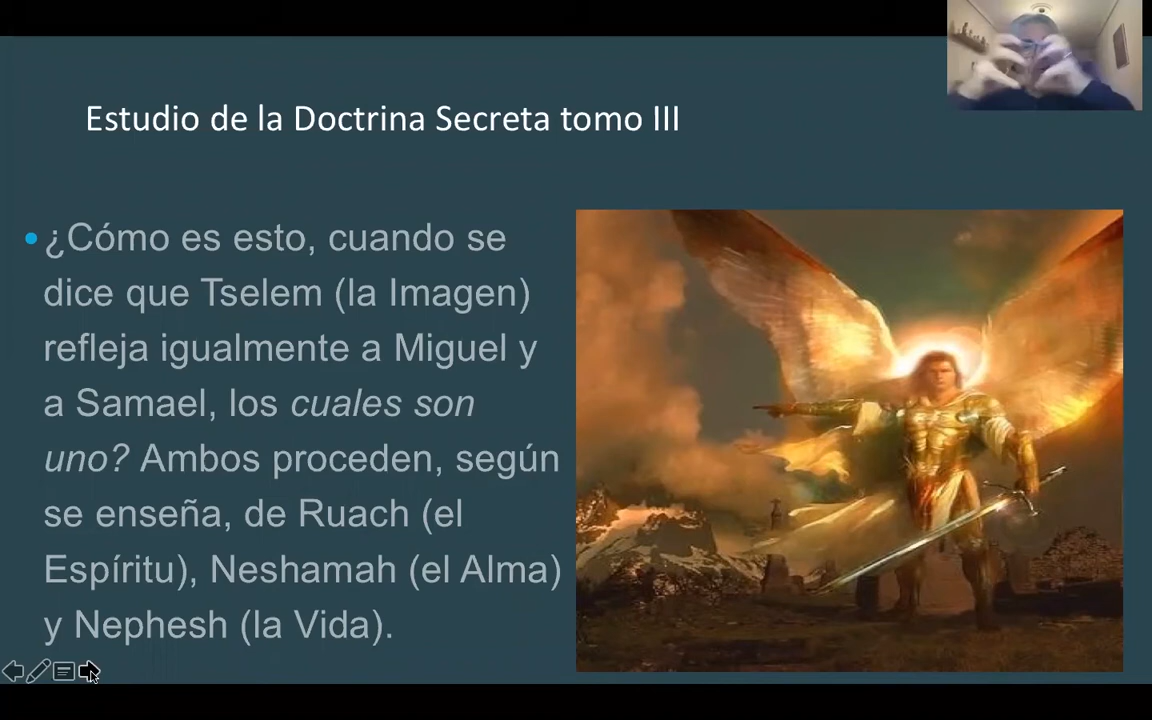 Estudio de la Doctrina Secreta tomo III
• ¿Cómo es esto, cuando se
dice que Tselem (la Imagen)
refleja igualmente a Miguel y
a Samael, los cuales son
uno? Ambos proceden, según
se enseña, de Ruach (el
Espíritu), Neshamah (el Alma)
y Nephesh (la Vida).